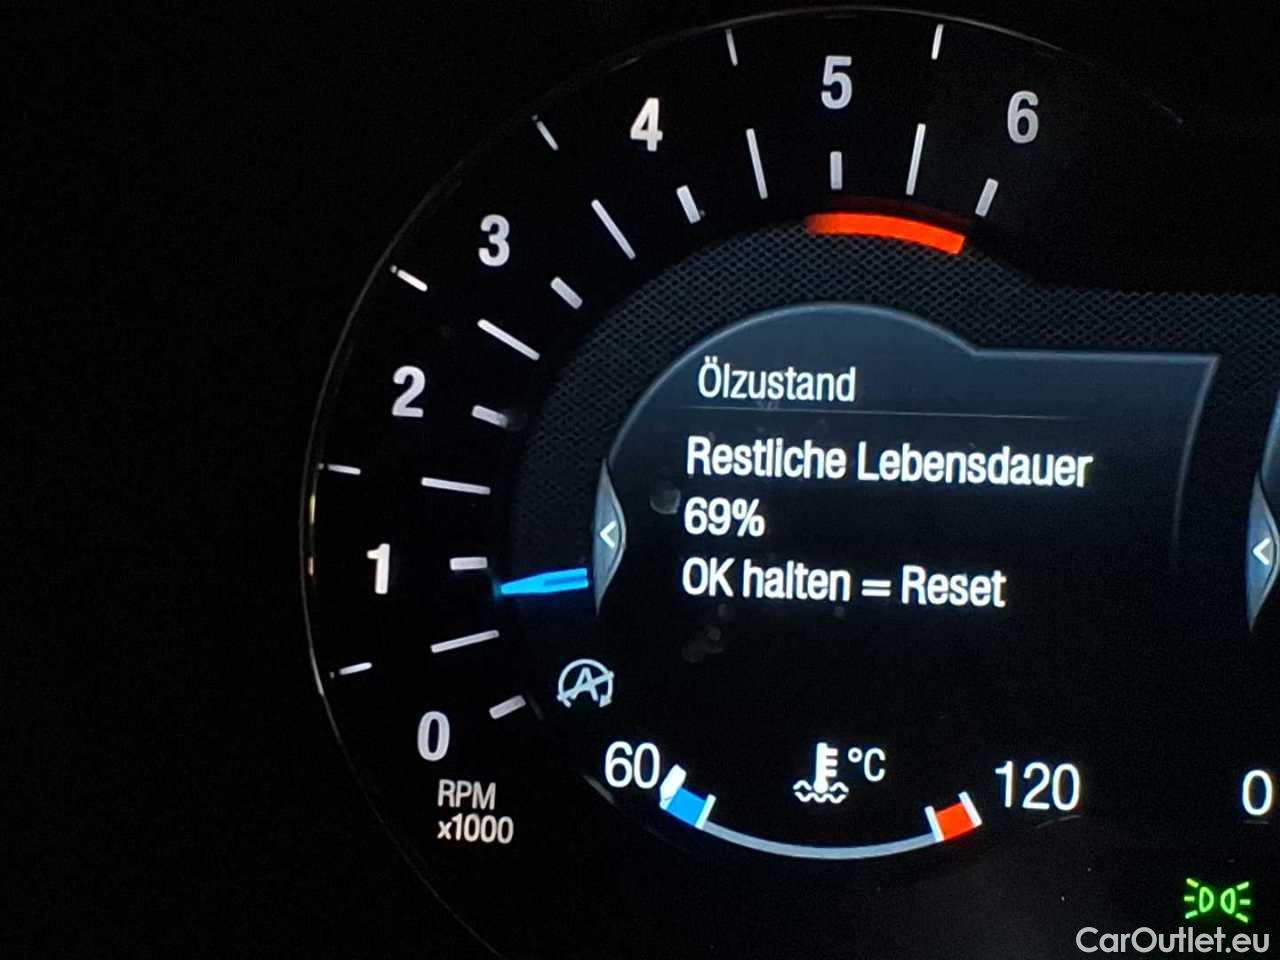 5
4
6
3
2
1
0
RPM
x1000
Ölzustand
Restliche Lebensdauer
69%
OK halten = Reset
A
60
°C
120
0
CarOutlet.eu